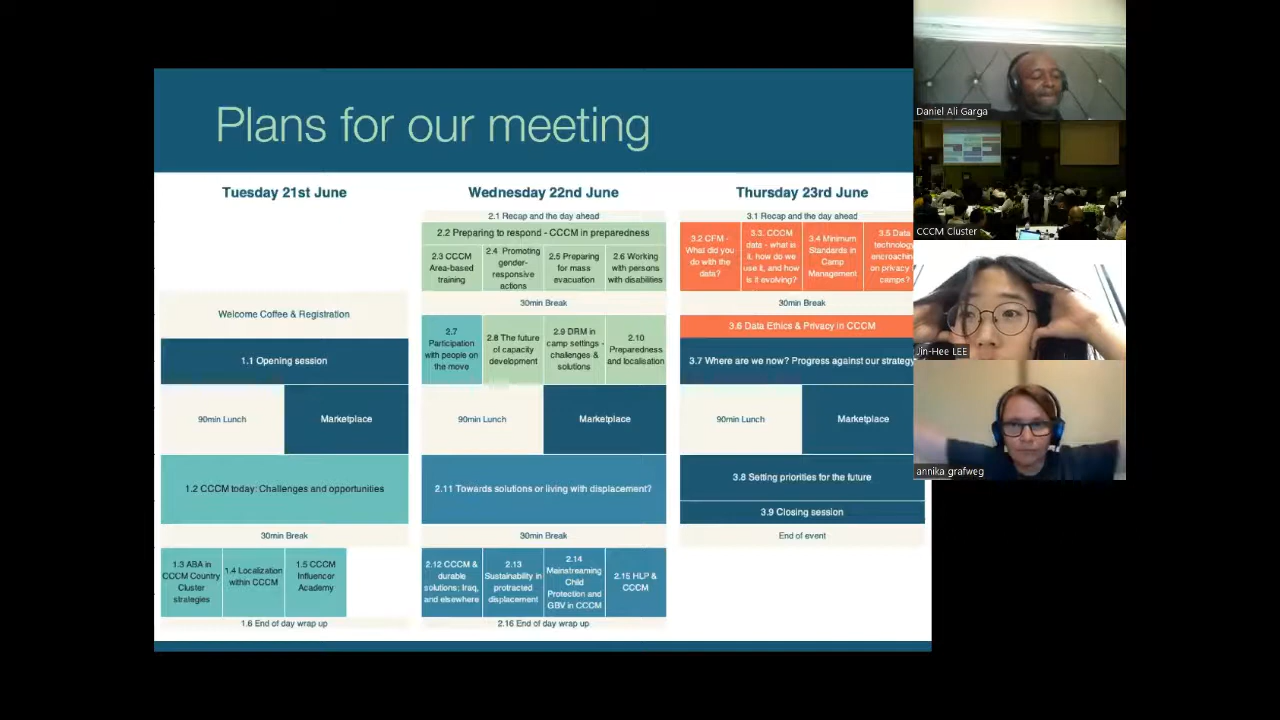 Plans for our meeting
Tuesday 21st June
Welcome Coffee & Registration
1.1 Opening session
90min Lunch
Marketplace
1.2 CCCM today: Challenges and opportunities
30min Break
1.3 ABA in
CCCM Country
Cluster
strategies
1.4 Localization
within CCCM
1.5 CCCM
Influencer
Academy
1.6 End of day wrap up
Wednesday 22nd June
2.1 Recap and the day ahead
2.2 Preparing to respond - CCCM in preparedness
2.3 CCCM
Area-based
training
2.4 Promoting
gender-
responsive
actions
2.5 Preparing
for mass
evacuation
2.6 Working
with persons
with disabilities
30min Break
2.7
Participation
with people on
the move
2.8 The future
of capacity
development
2.9 DRM in
camp settings -
challenges &
solutions
2.10
Preparedness
and localisation
90min Lunch
Marketplace
2.11 Towards solutions or living with displacement?
30min Break
2.12 CCCM &
durable
solutions; Iraq,
and elsewhere
2.13
Sustainability in
protracted
displacement
2.14
Mainstreaming
Child
Protection and
GBV in CCCM
2.15 HLP &
CCCM
2.16 End of day wrap up
Thursday 23rd June
3.1 Recap and the day ahead
3.2 CFM -
What did you
do with the
data?
3.3. CCCM
data - what is
it, how do we
use it, and how
is it evolving?
3.4 Minimum
Standards in
Camp
Management
3.5 Data
technology
encroaching
on privacy
camps?
30min Break
3.6 Data Ethics & Privacy in CCCM
3.7 Where are we now? Progress against our strategy
90min Lunch
Marketplace
3.8 Setting priorities for the future
3.9 Closing session
End of event
Daniel Ali Garga
CCCM Cluster
Jin-Hee LEE
annika grafweg